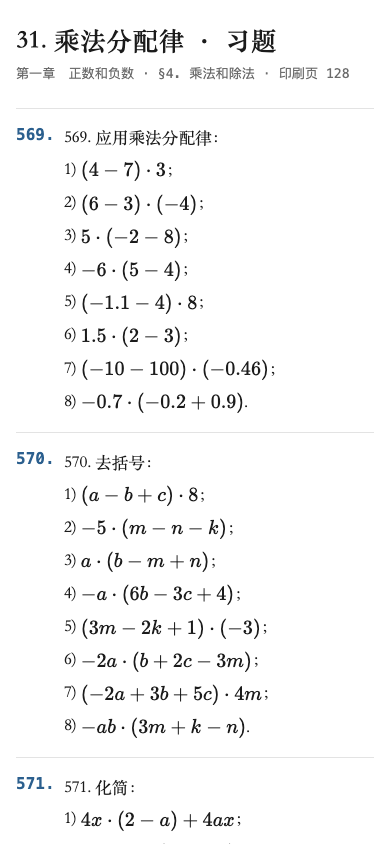 31. 乘法分配律 · 习题
第一章 正数和负数 · §4. 乘法和除法 · 印刷页 128
569. 569. 应用乘法分配律：
1) (4 − 7) · 3；
2) (6 − 3) · (−4)；
3) 5 · (−2 − 8)；
4) −6 · (5 − 4)；
5) (−1.1 − 4) · 8；
6) 1.5 · (2 − 3)；
7) (−10 − 100) · (−0.46)；
8) −0.7 · (−0.2 + 0.9).
570. 570. 去括号：
1) (a − b + c) · 8；
2) −5 · (m − n − k)；
3) a · (b − m + n)；
4) −a · (6b − 3c + 4)；
5) (3m − 2k + 1) · (−3)；
6) −2a · (b + 2c − 3m)；
7) (−2a + 3b + 5c) · 4m；
8) −ab · (3m + k − n).
571. 571. 化简：
1) 4x · (2 − a) + 4ax；